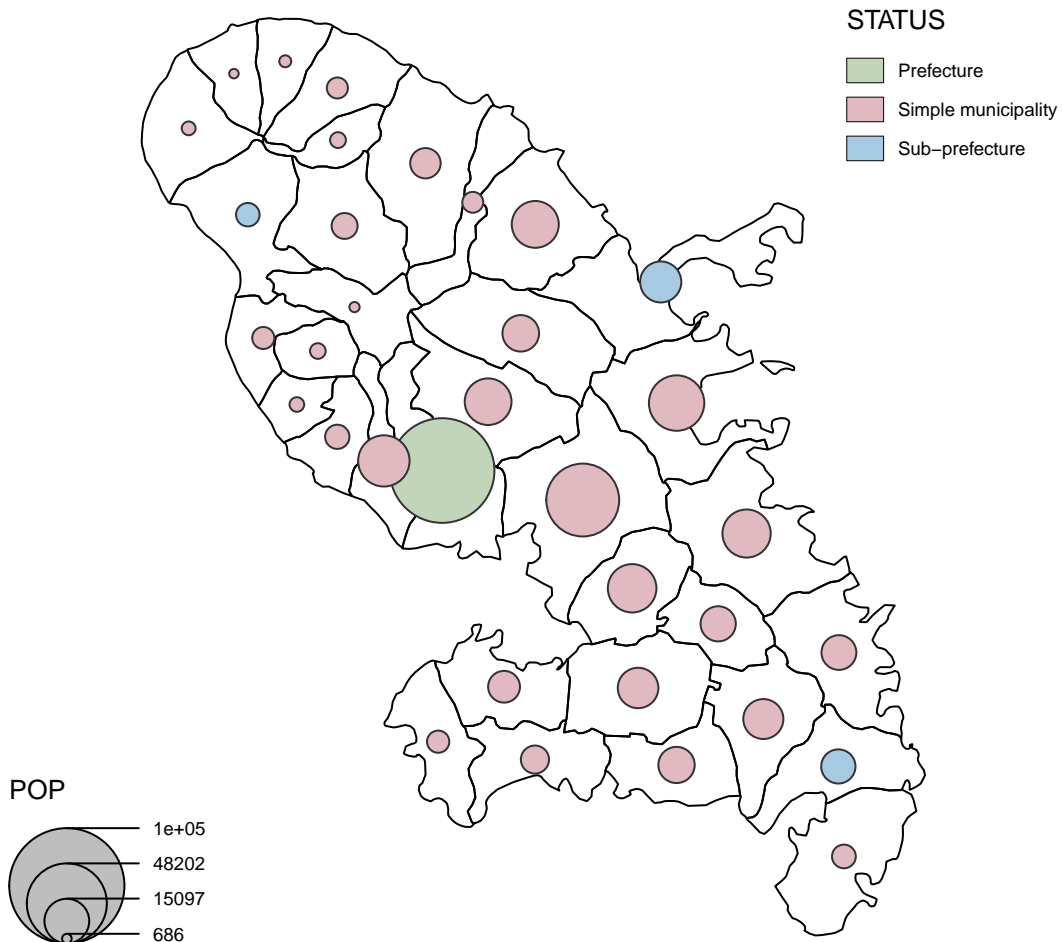 STATUS
Prefecture
Simple municipality
Sub−prefecture
POP
1e+05
48202
15097
686